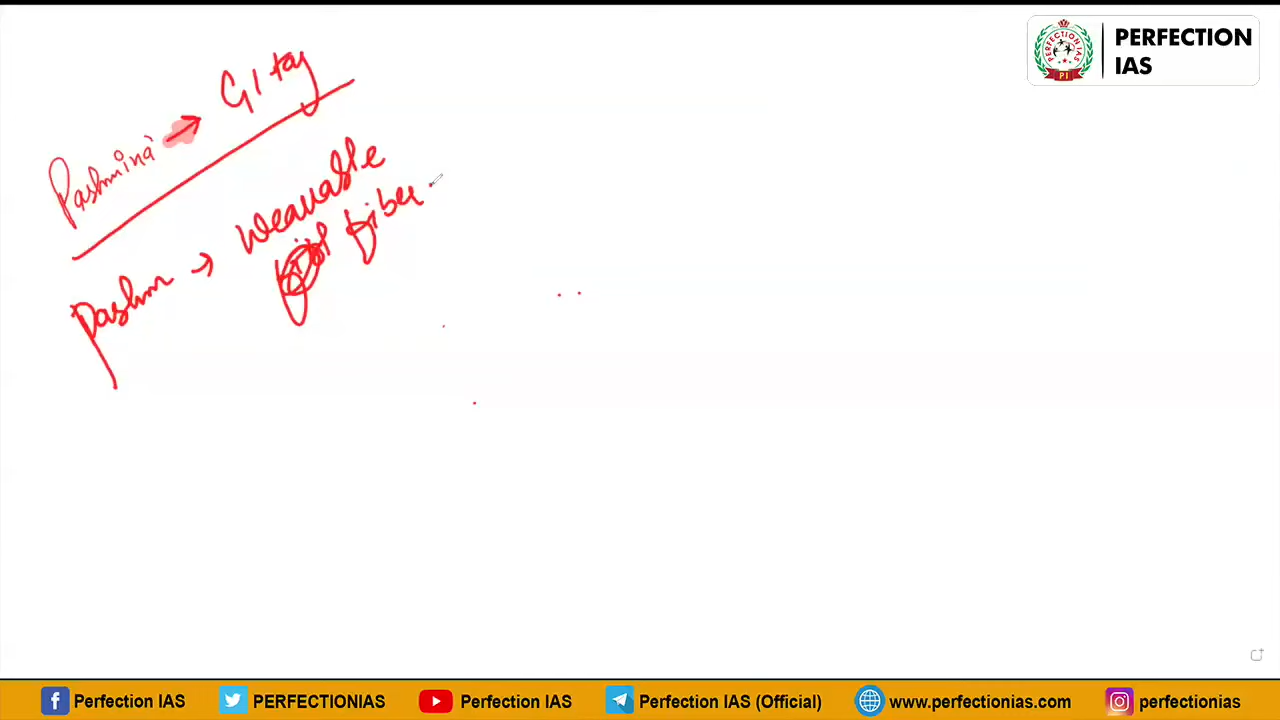 PERFECTION
IAS
Pashmina → GI tag
Pashm → Weavable
fiber
Perfection IAS
PERFECTIONIAS
Perfection IAS
Perfection IAS (Official)
www.perfectionias.com
perfectionias